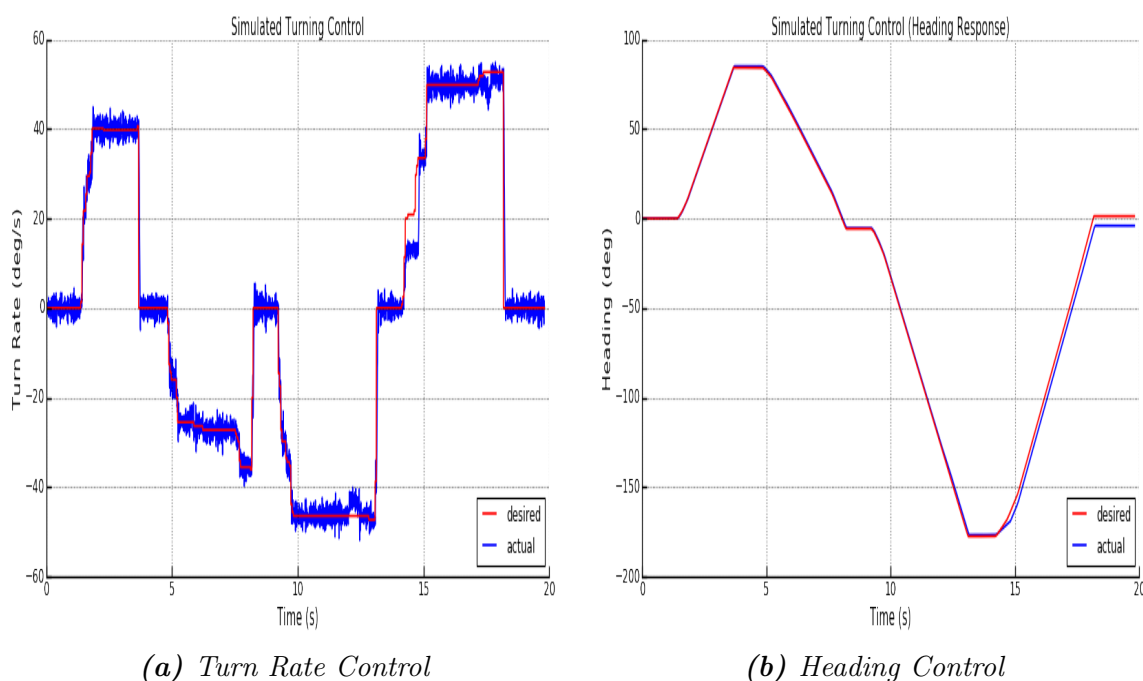 Simulated Turning Control
60
40
20
0
−20
−40
−60
Turn Rate (deg/s)
0
5
10
15
20
Time (s)
desired
actual
(a) Turn Rate Control
Simulated Turning Control (Heading Response)
100
50
0
−50
−100
−150
−200
Heading (deg)
0
5
10
15
20
Time (s)
desired
actual
(b) Heading Control